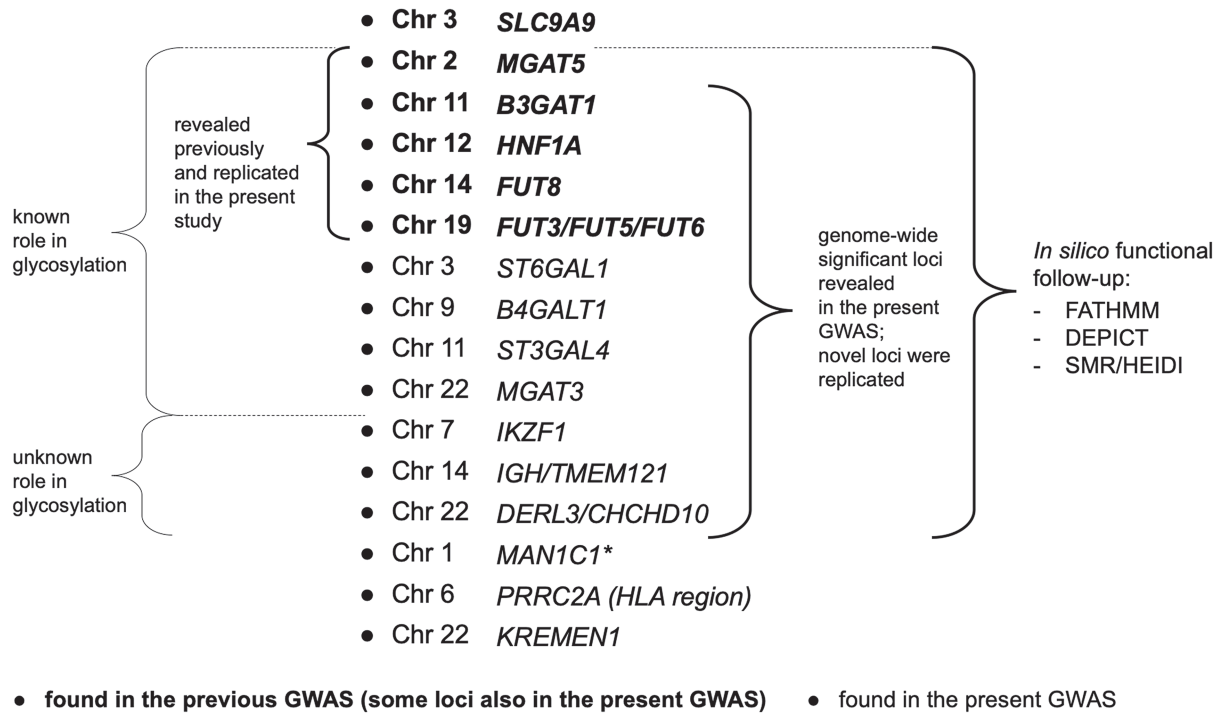 ● Chr 3 SLC9A9
● Chr 2 MGAT5
● Chr 11 B3GAT1
● Chr 12 HNF1A
● Chr 14 FUT8
● Chr 19 FUT3/FUT5/FUT6
● Chr 3 ST6GAL1
● Chr 9 B4GALT1
● Chr 11 ST3GAL4
● Chr 22 MGAT3
● Chr 7 IKZF1
● Chr 14 IGH/TMEM121
● Chr 22 DERL3/CHCHD10
● Chr 1 MAN1C1*
● Chr 6 PRRC2A (HLA region)
● Chr 22 KREMEN1
known
role in
glycosylation
unknown
role in
glycosylation
revealed
previously
and replicated
in the present
study
genome-wide
significant loci
revealed
in the present
GWAS;
novel loci were
replicated
In silico functional
follow-up:
- FATHMM
- DEPICT
- SMR/HEIDI
● found in the previous GWAS (some loci also in the present GWAS) ● found in the present GWAS